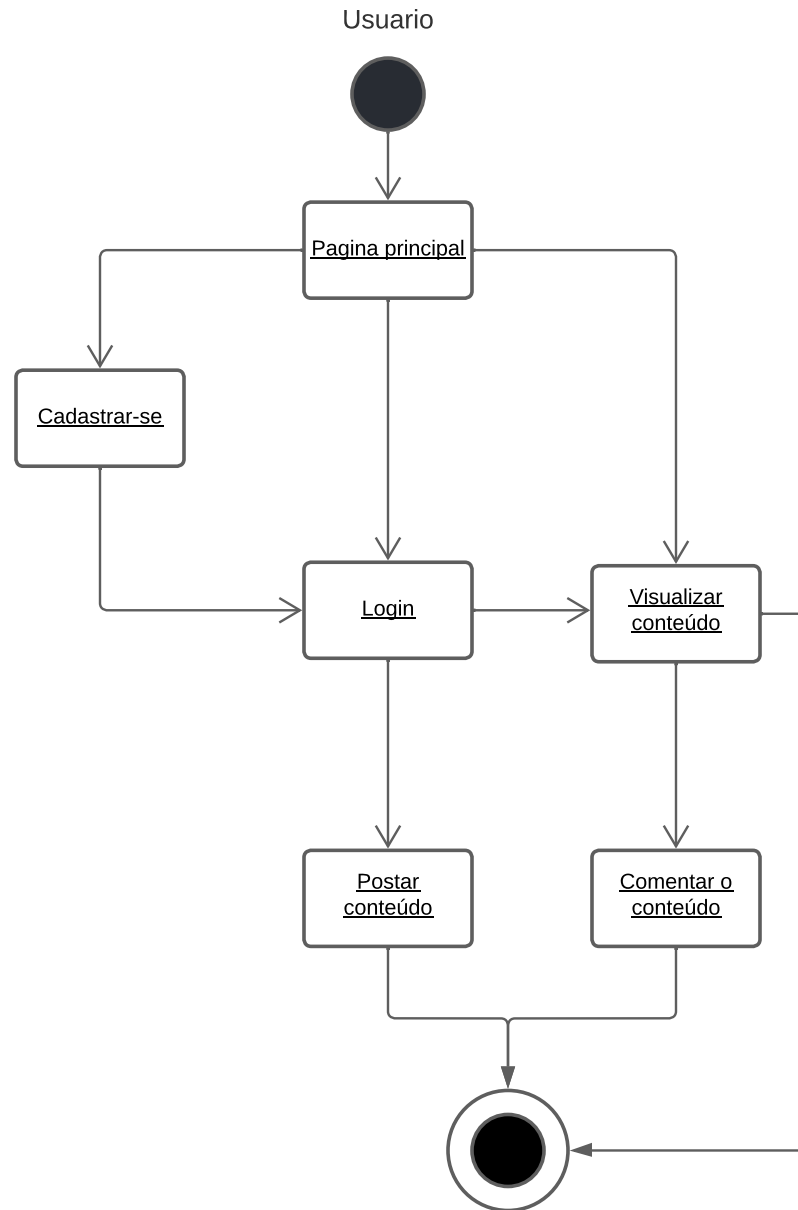 Usuario
Pagina principal
Cadastrar-se
Login
Visualizar
conteúdo
Postar
conteúdo
Comentar o
conteúdo